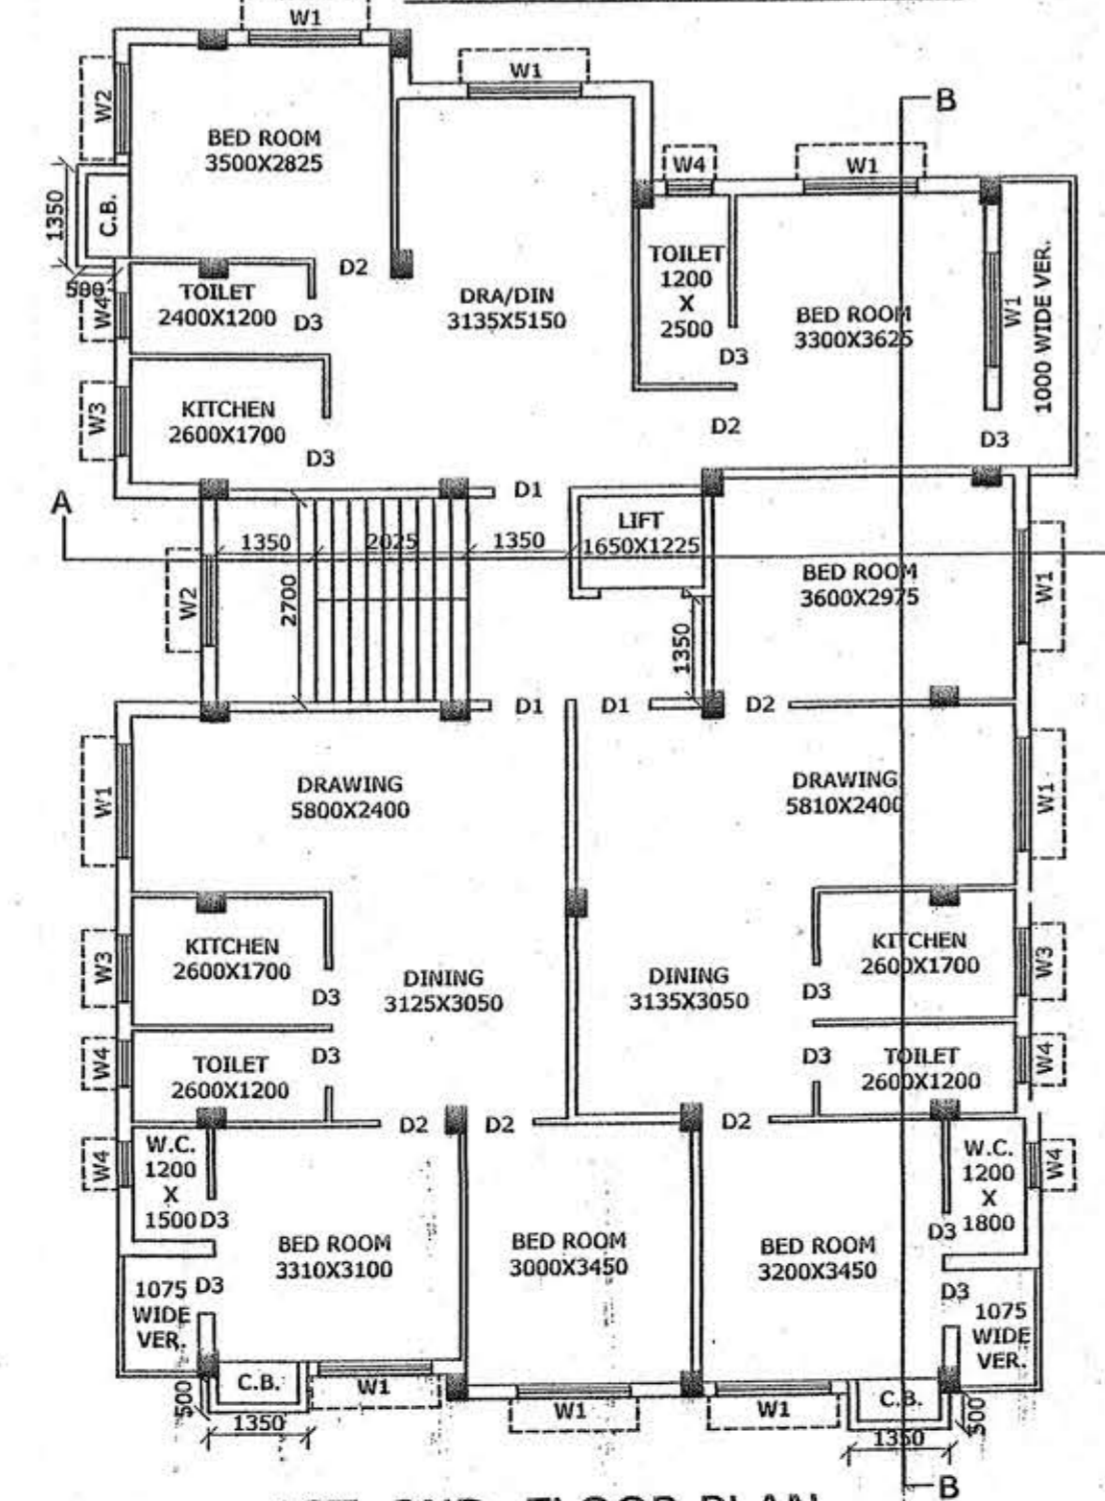 W1
W1
B
W2
BED ROOM
3500X2825
W4
W1
C.B.
1350
500
TOILET
1200
X
2500
W1
1000 WIDE VER.
D2
TOILET
2400X1200
D3
W4
DRA/DIN
3135X5150
BED ROOM
3300X3625
D3
KITCHEN
2600X1700
W3
D3
D2
D3
A
D1
LIFT
1650X1225
1350
2025
1350
BED ROOM
3600X2975
W1
W2
2700
1350
D1
D1
D2
DRAWING
5800X2400
DRAWING
5810X2400
W1
W1
KITCHEN
2600X1700
W3
D3
DINING
3125X3050
DINING
3135X3050
KITCHEN
2600X1700
W3
D3
TOILET
2600X1200
W4
D3
D3
TOILET
2600X1200
W4
D2
D2
D2
W.C.
1200
X
1500
D3
W4
W.C.
1200
X
1800
D3
W4
BED ROOM
3310X3100
BED ROOM
3000X3450
BED ROOM
3200X3450
D3
1075
WIDE
VER.
D3
1075
WIDE
VER.
C.B.
W1
W1
W1
C.B.
500
1350
500
1350
B
FLOOR PLAN